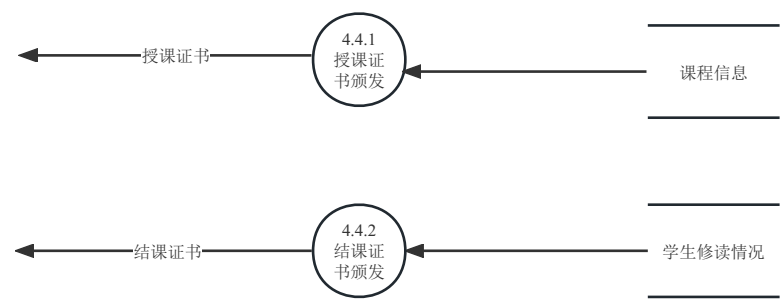 4.4.1
授课证
书颁发
授课证书
课程信息
4.4.2
结课证
书颁发
结课证书
学生修读情况